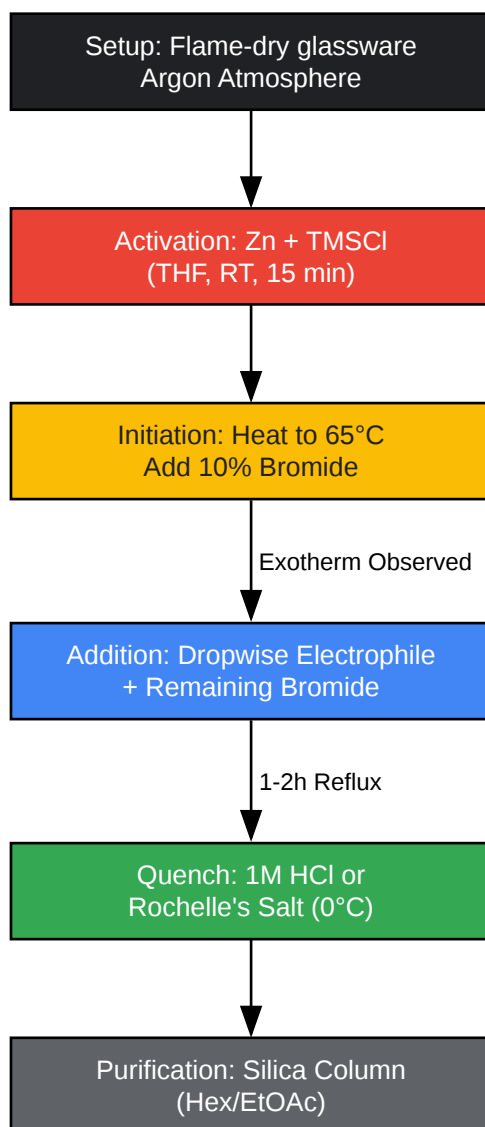 Setup: Flame-dry glassware
Argon Atmosphere
Activation: Zn + TMSCl
(THF, RT, 15 min)
Initiation: Heat to 65°C
Add 10% Bromide
Exotherm Observed
Addition: Dropwise Electrophile
+ Remaining Bromide
1-2h Reflux
Quench: 1M HCl or
Rochelle's Salt (0°C)
Purification: Silica Column
(Hex/EtOAc)